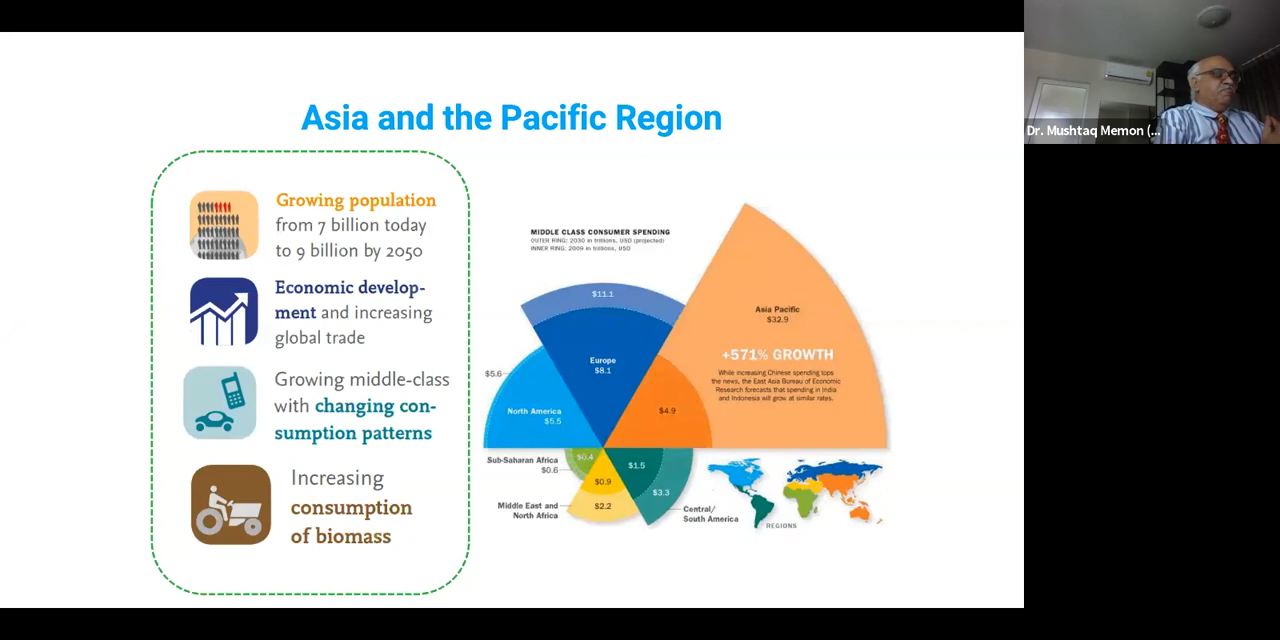 Asia and the Pacific Region
Growing population
from 7 billion today
to 9 billion by 2050
Economic develop-
ment and increasing
global trade
Growing middle-class
with changing con-
sumption patterns
Increasing
consumption
of biomass
MIDDLE CLASS CONSUMER SPENDING
OUTER RING: 2030 in trillions, USD (projected)
INNER RING: 2009 in trillions, USD
$11.1
Europe
$8.1
$5.6
North America
$5.5
Asia Pacific
$32.9
+571% GROWTH
While increasing Chinese spending tops
the news, the East Asia Bureau of Economic
Research forecasts that spending in India
and Indonesia will grow at similar rates.
$4.9
Sub-Saharan Africa
$0.6
$0.4
$0.9
$2.2
Middle East and
North Africa
$1.5
$3.3
Central/
South America
REGIONS
Dr. Mushtaq Memon (...